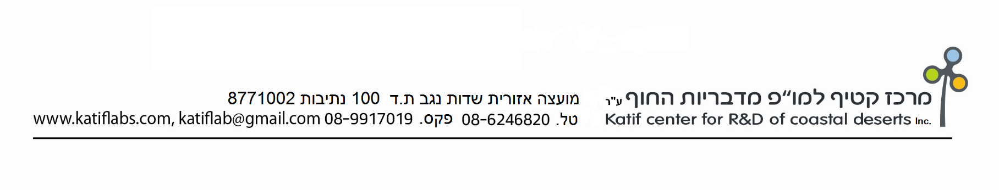 מרכז קטיף למו״פ מדבריות החוף ע"ר
Katif center for R&D of coastal deserts Inc.
מועצה אזורית שדות נגב ת.ד 100 נתיבות 8771002
טל. 08-6246820 פקס. 08-9917019 www.katiflabs.com, katiflab@gmail.com